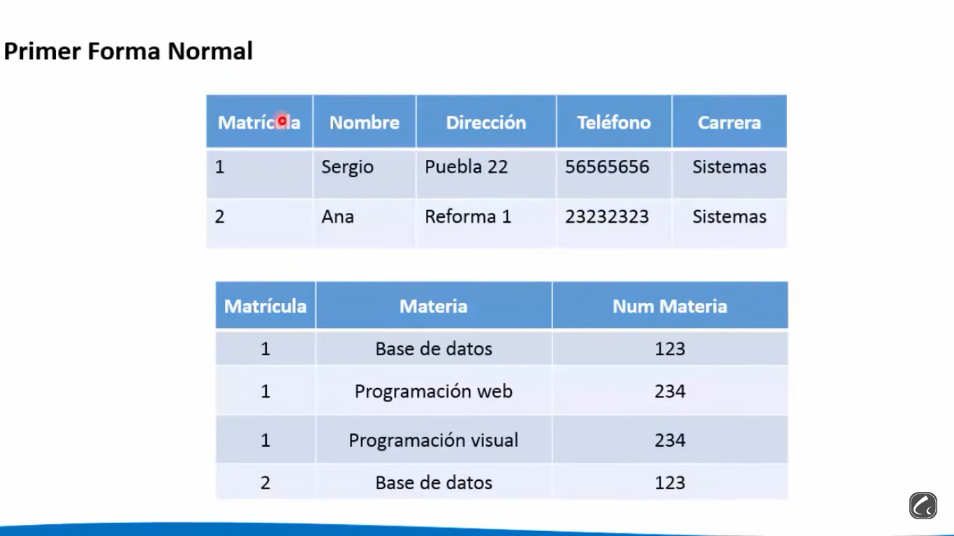 Primer Forma Normal
Matrícula Nombre Dirección Teléfono Carrera
1 Sergio Puebla 22 56565656 Sistemas
2 Ana Reforma 1 23232323 Sistemas
Matrícula Materia Num Materia
1 Base de datos 123
1 Programación web 234
1 Programación visual 234
2 Base de datos 123